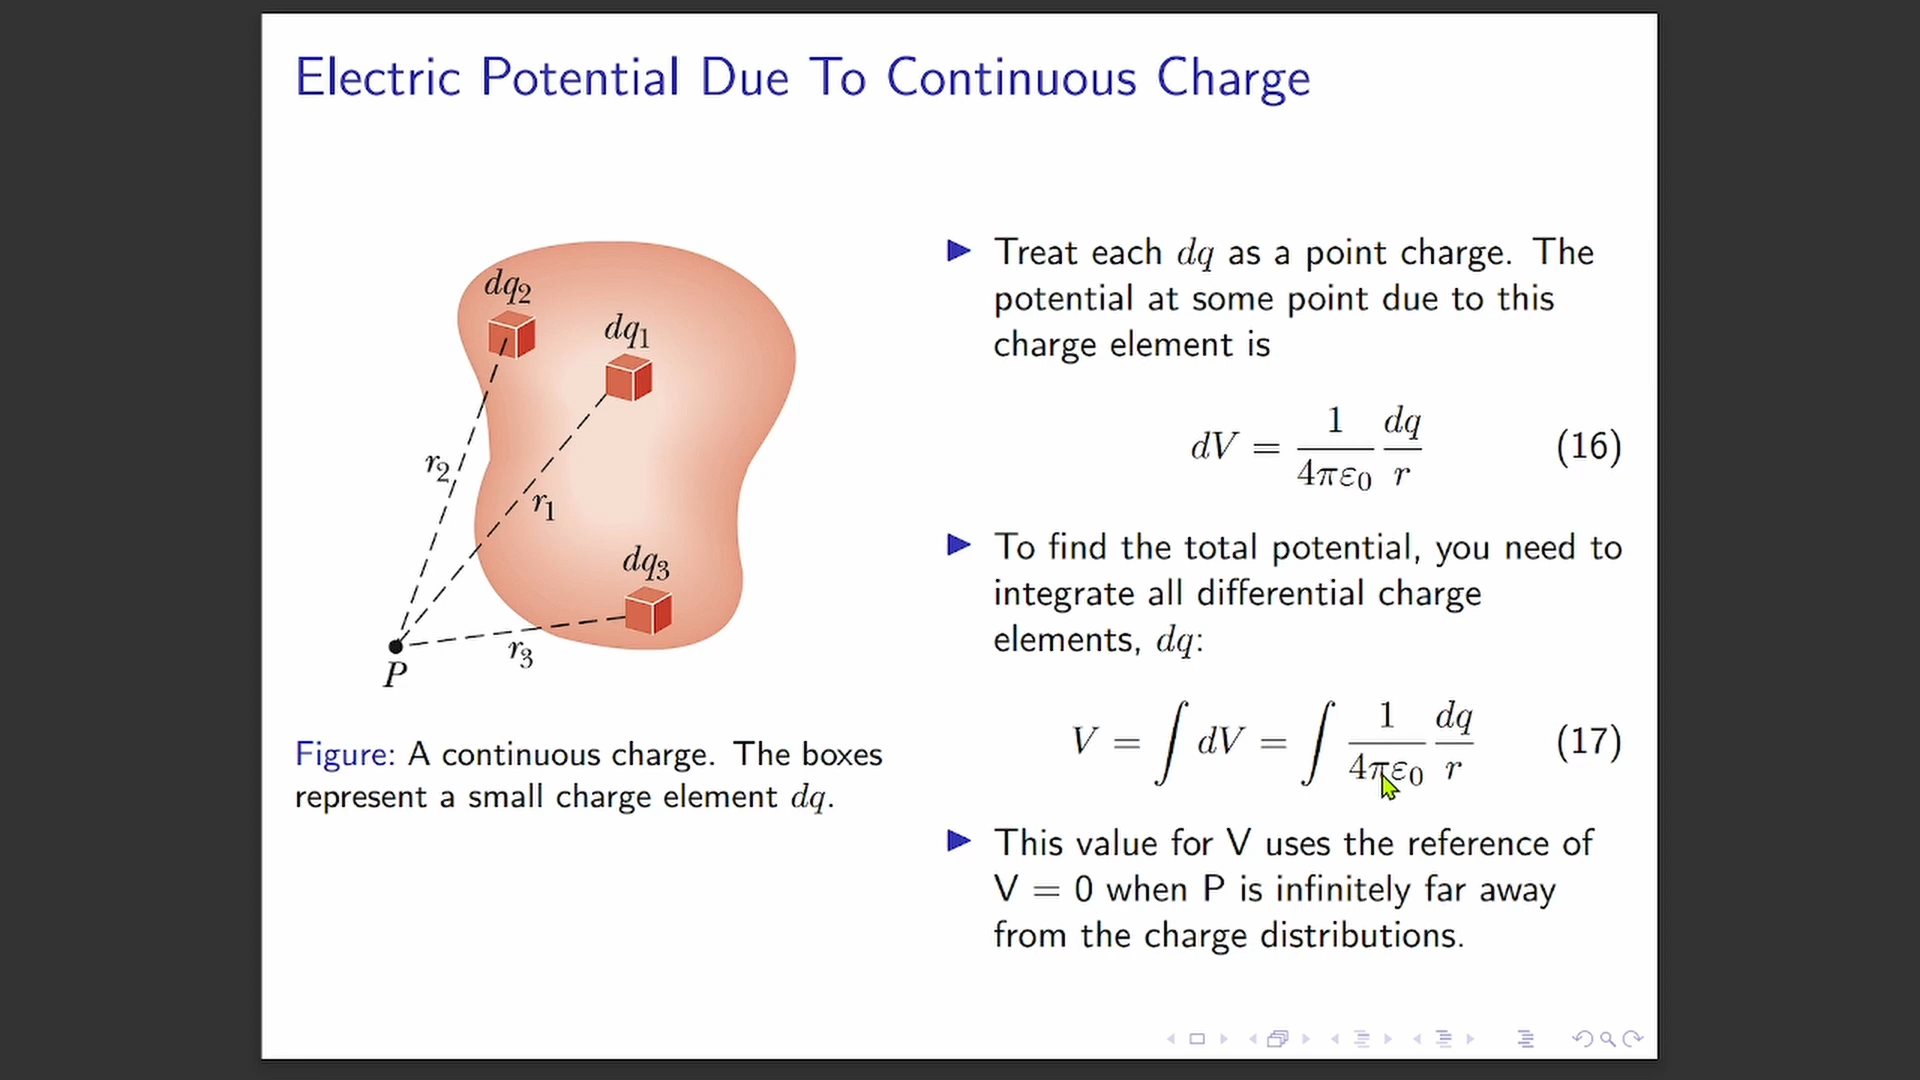 Electric Potential Due To Continuous Charge
dq₂
dq₁
r₂
r₁
dq₃
r₃
P
Figure: A continuous charge. The boxes
represent a small charge element dq.
Treat each dq as a point charge. The
potential at some point due to this
charge element is
dV = 1/(4πε₀) dq/r (16)
To find the total potential, you need to
integrate all differential charge
elements, dq:
V = ∫ dV = ∫ 1/(4πε₀) dq/r (17)
This value for V uses the reference of
V = 0 when P is infinitely far away
from the charge distributions.